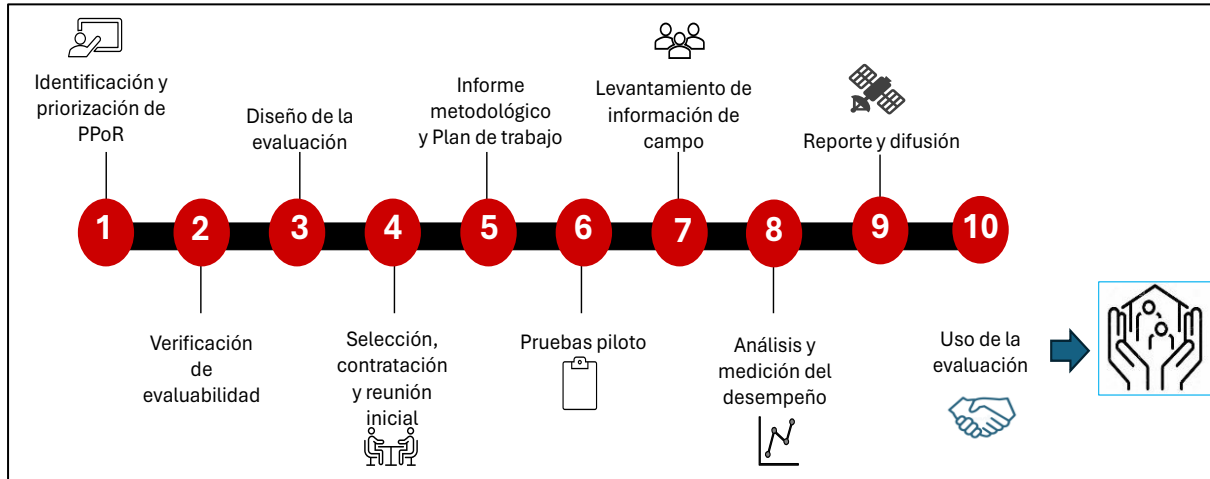 Identificación y
priorización de
PPoR
Diseño de la
evaluación
Informe
metodológico
y Plan de trabajo
Levantamiento de
información de
campo
Reporte y difusión
1
2
3
4
5
6
7
8
9
10
Verificación
de
evaluabilidad
Selección,
contratación
y reunión
inicial
Pruebas piloto
Análisis y
medición del
desempeño
Uso de la
evaluación